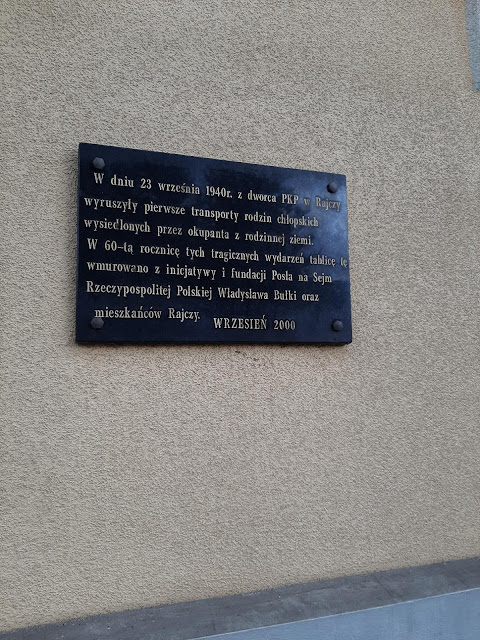 W dniu 23 września 1940r. z dworca PKP w Rajczy
wyruszyły pierwsze transporty rodzin chłopskich
wysiedlonych przez okupanta z rodzinnej ziemi.
W 60-tą rocznicę tych tragicznych wydarzeń tablicę tę
wmurowano z inicjatywy i fundacji Posła na Sejm
Rzeczypospolitej Polskiej Władysława Bułki oraz
mieszkańców Rajczy. WRZESIEŃ 2000